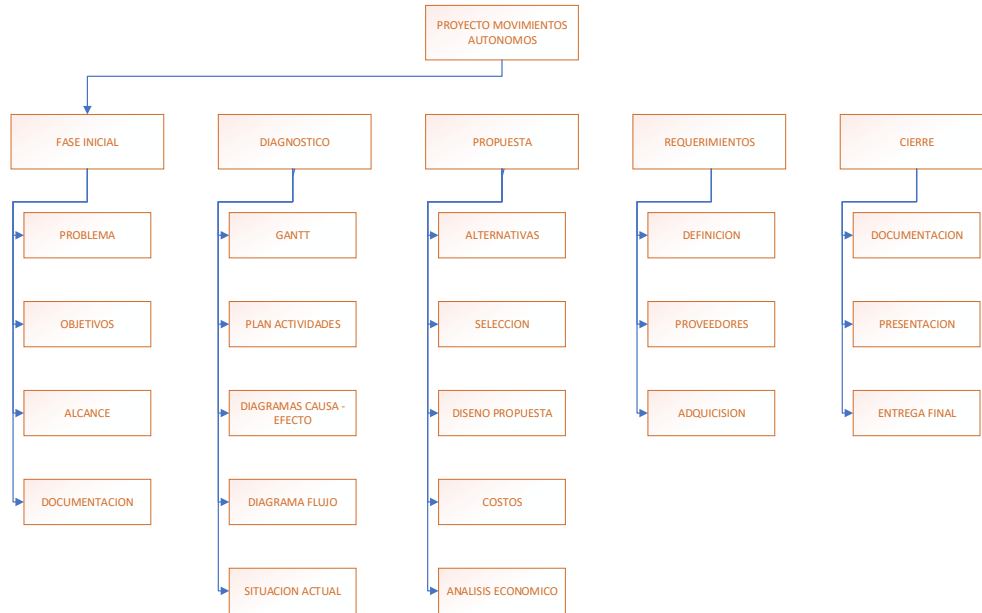 PROYECTO MOVIMIENTOS
AUTONOMOS
FASE INICIAL
DIAGNOSTICO
PROPUESTA
REQUERIMIENTOS
CIERRE
PROBLEMA
GANTT
ALTERNATIVAS
DEFINICION
DOCUMENTACION
OBJETIVOS
PLAN ACTIVIDADES
SELECCION
PROVEEDORES
PRESENTACION
ALCANCE
DIAGRAMAS CAUSA -
EFECTO
DISENO PROPUESTA
ADQUICISION
ENTREGA FINAL
DOCUMENTACION
DIAGRAMA FLUJO
COSTOS
SITUACION ACTUAL
ANALISIS ECONOMICO